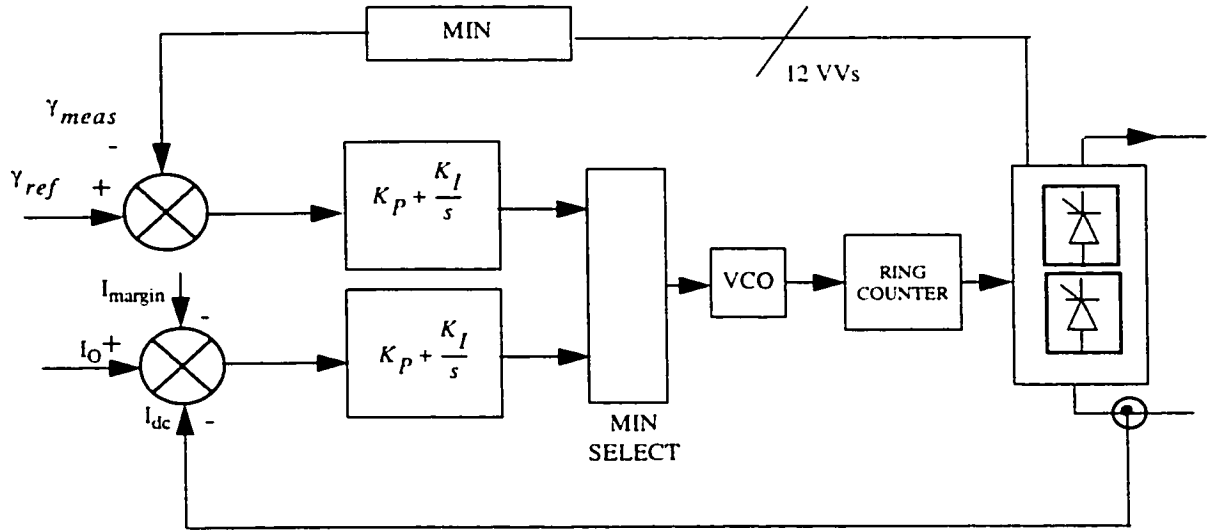 MIN
12 VVs
γmeas
-
γref
+
KP + KI/s
Imargin
-
IO+
Idc
-
KP + KI/s
MIN
SELECT
VCO
RING
COUNTER